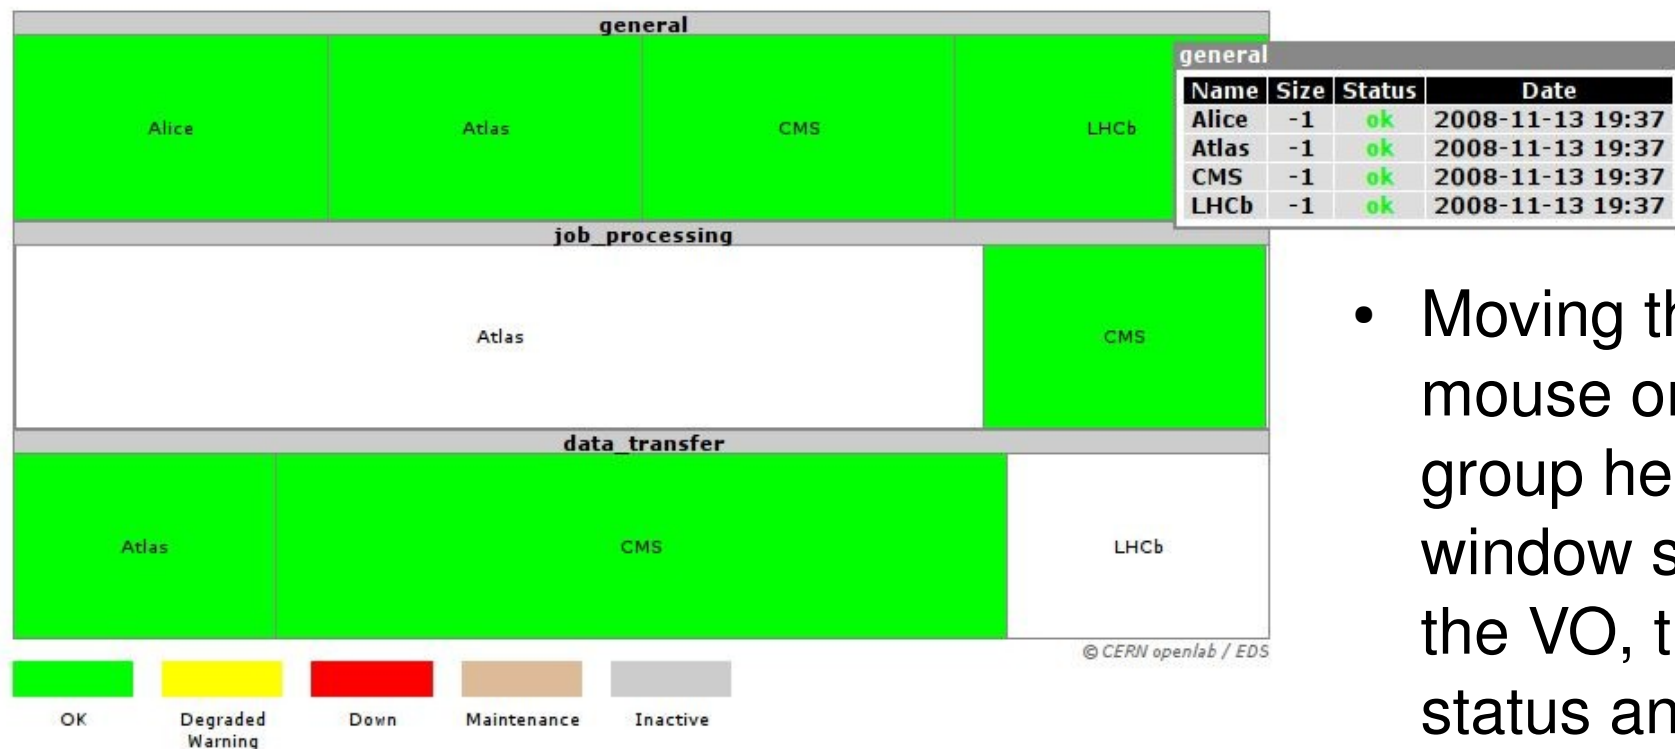 general
Alice Atlas CMS LHCb
job_processing
Atlas CMS
data_transfer
Atlas CMS LHCb
© CERN openlab / EDS
OK Degraded Warning Down Maintenance Inactive
general
Name Size Status Date
Alice -1 ok 2008-11-13 19:37
Atlas -1 ok 2008-11-13 19:37
CMS -1 ok 2008-11-13 19:37
LHCb -1 ok 2008-11-13 19:37
• Moving
mouse
group
window
the VO,
status